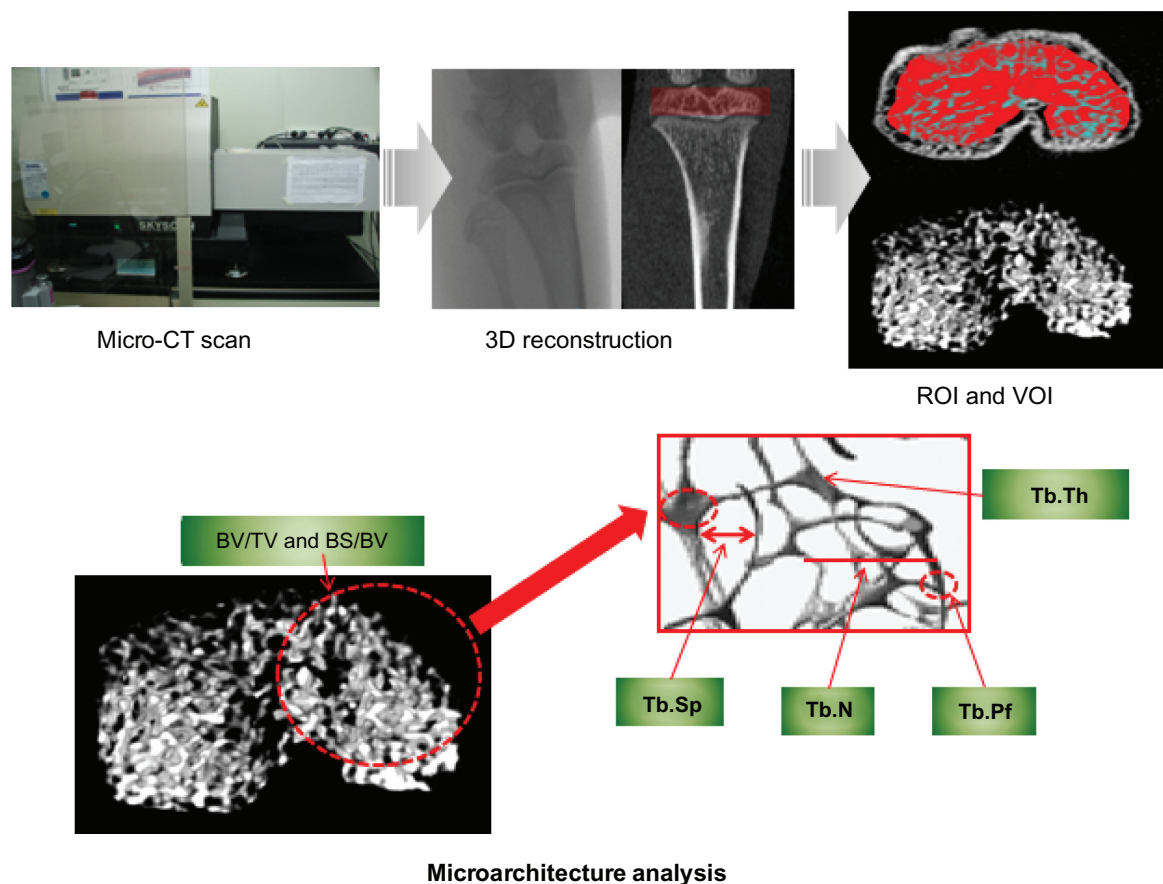 SKYSCAN
Micro-CT scan
3D reconstruction
ROI and VOI
BV/TV and BS/BV
Tb.Th
Tb.Sp
Tb.N
Tb.Pf
Microarchitecture analysis